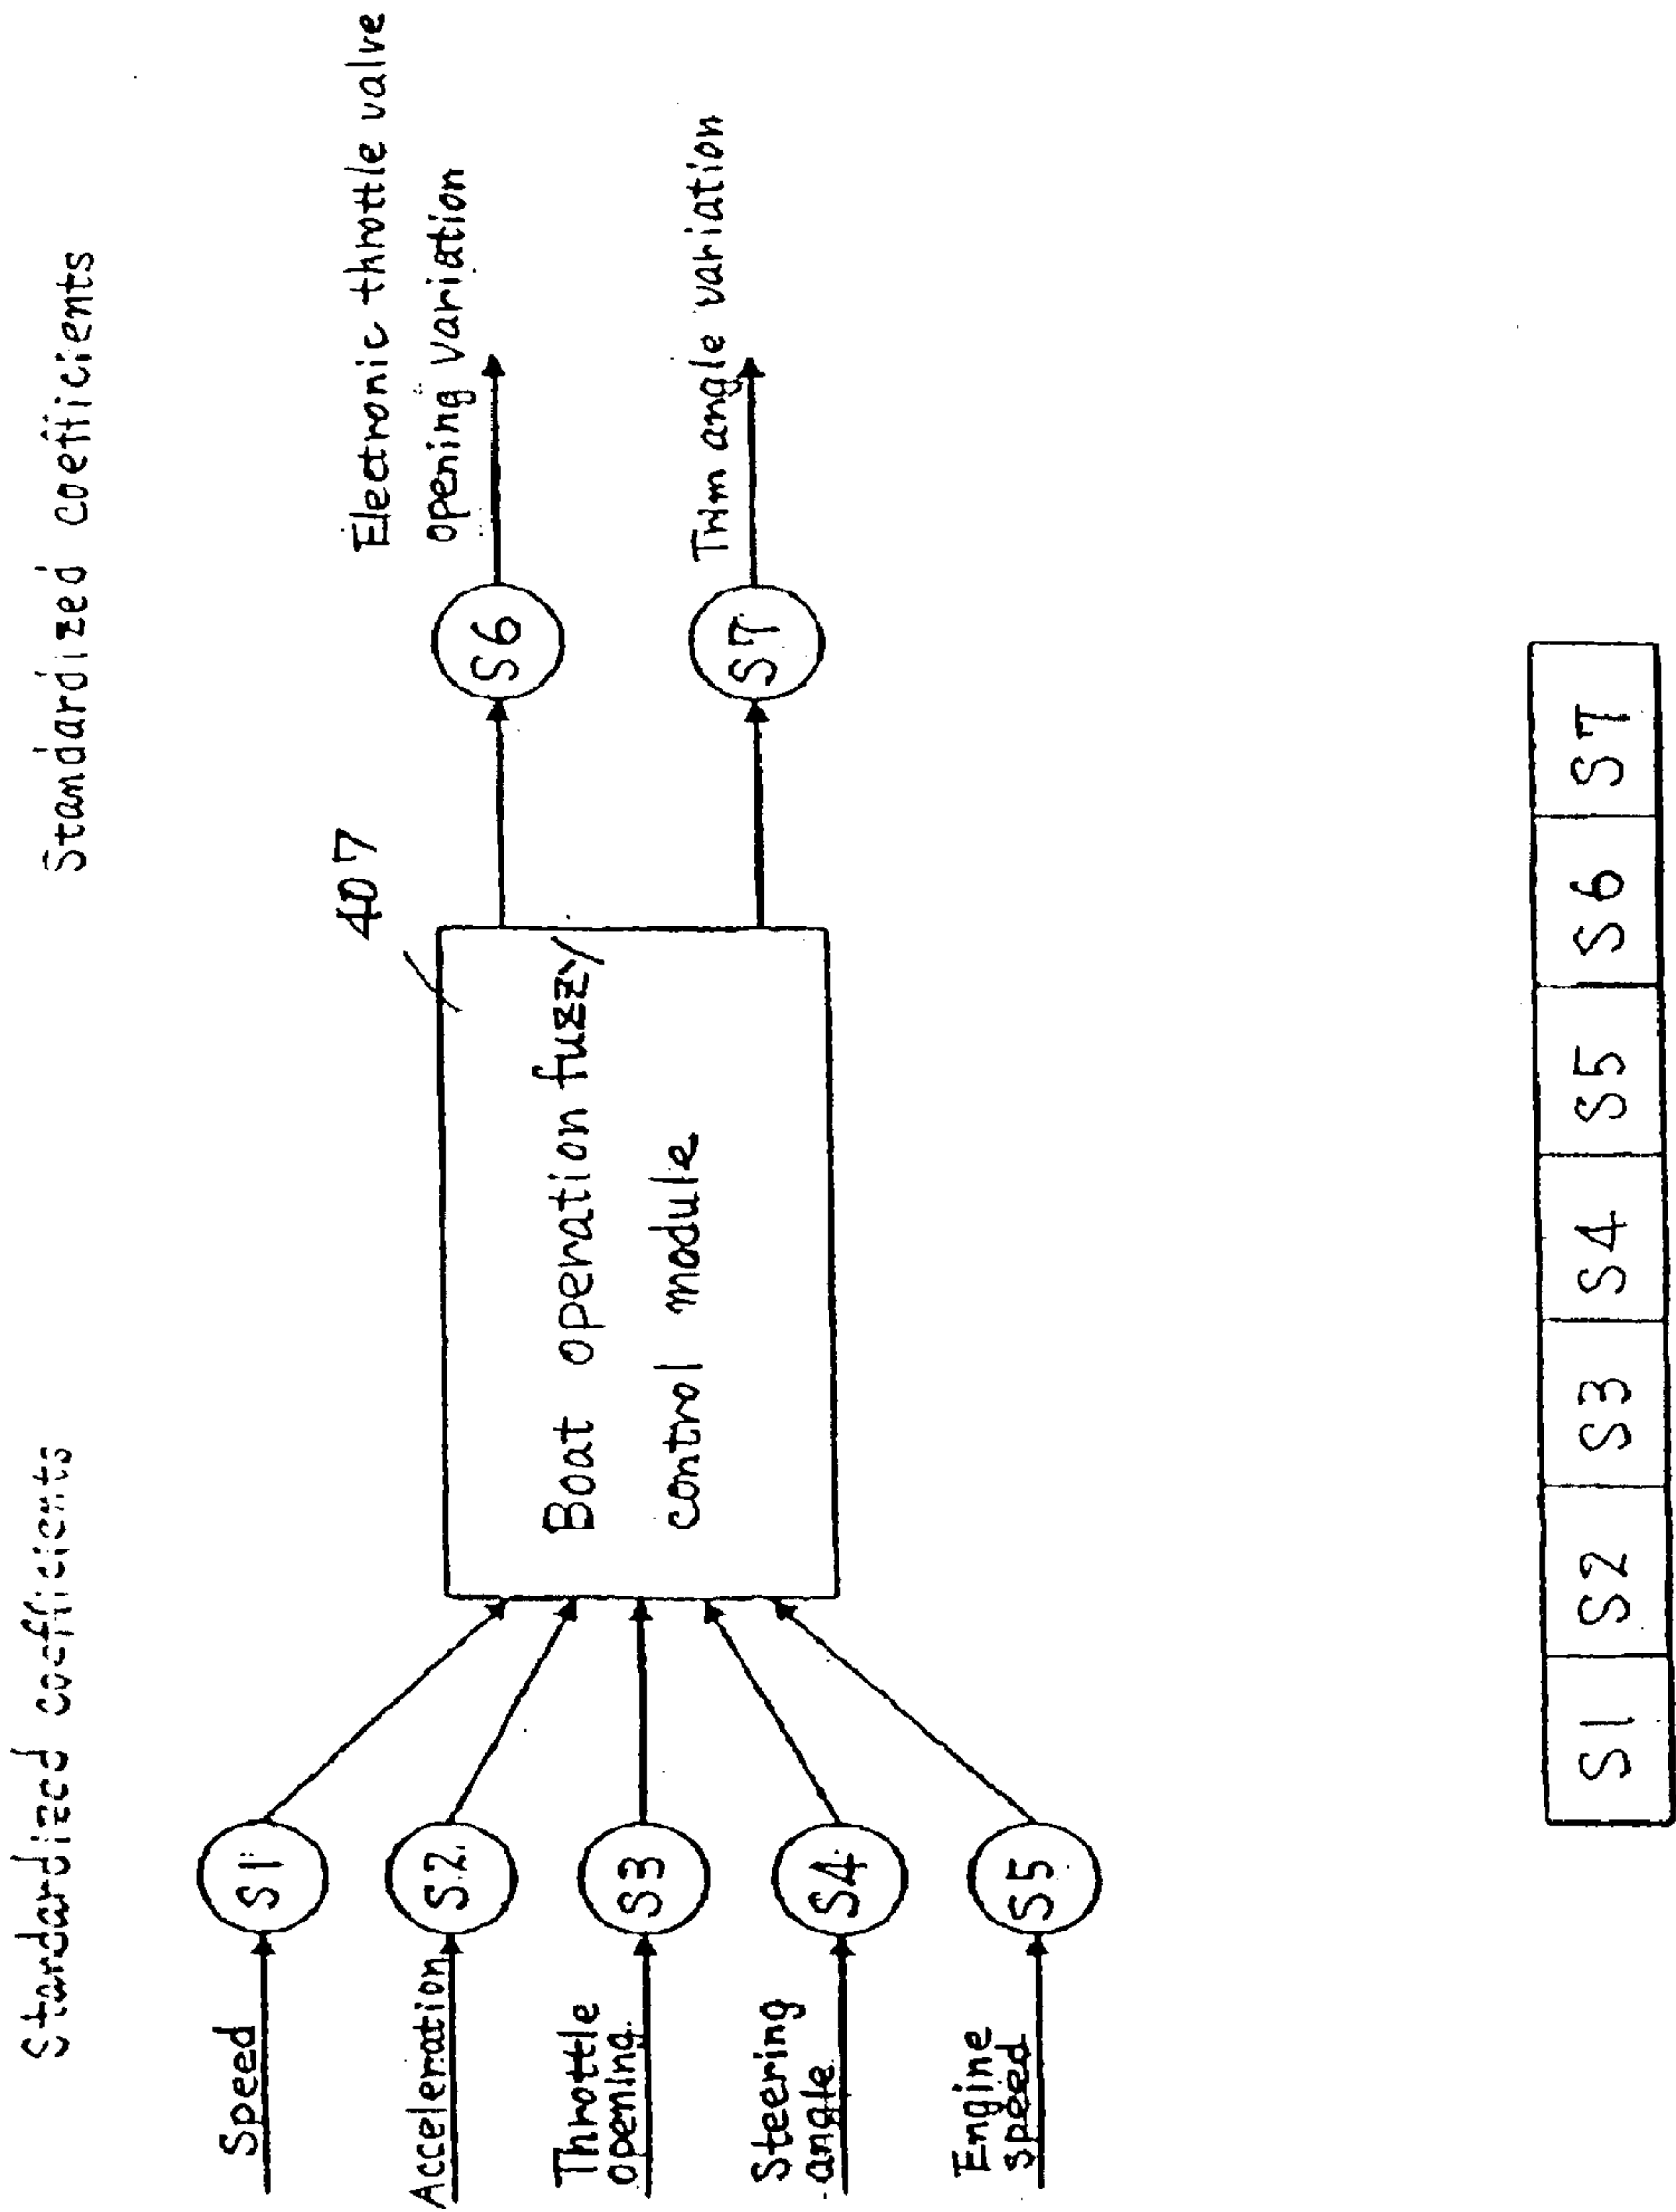 Standardized coefficients
Standardized coefficients
Speed
S1
Acceleration
S2
Throttle
opening
S3
Steering
angle
S4
Engine
speed
S5
407
Boat operation fuzzy
control module
S6
Electronic throttle valve
opening variation
S7
Trim angle variation
S1 S2 S3 S4 S5 S6 S7